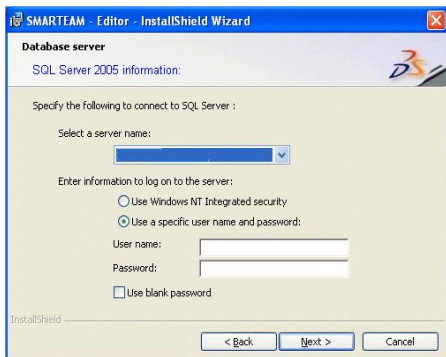 SMARTEAM - Editor - InstallShield Wizard
Database server
SQL Server 2005 information:
Specify the following to connect to SQL Server :
Select a server name:
Enter information to log on to the server:
Use Windows NT Integrated security
Use a specific user name and password:
User name:
Password:
Use blank password
InstallShield
< Back
Next >
Cancel